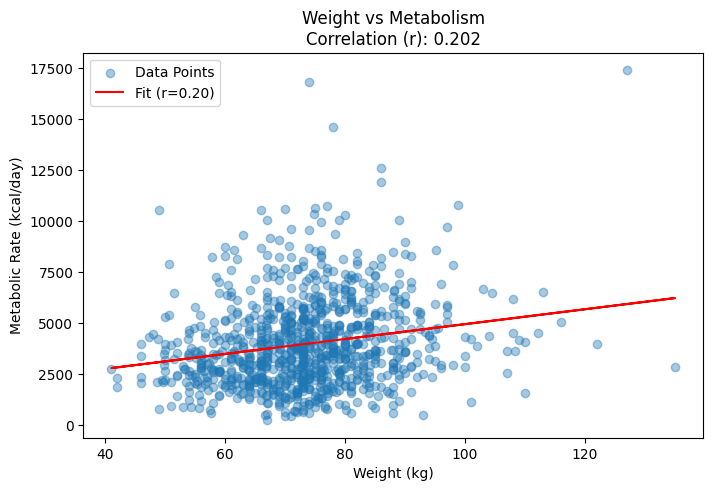 Weight vs Metabolism
Correlation (r): 0.202
Data Points
Fit (r=0.20)
Metabolic Rate (kcal/day)
17500
15000
12500
10000
7500
5000
2500
0
40
60
80
100
120
Weight (kg)